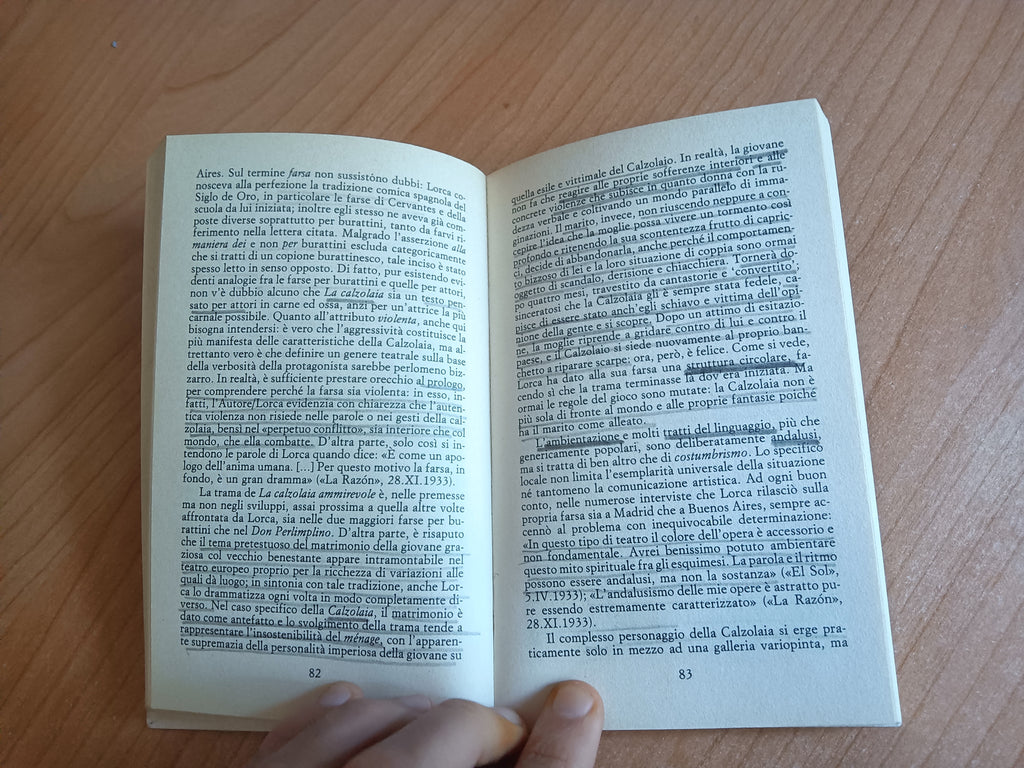 Aires. Sul termine farsa non sussistóno dubbi: Lorca co-
nosceva alla perfezione la tradizione comica spagnola del
Siglo de Oro, in particolare le farse di Cervantes e della
scuola da lui iniziata; inoltre egli stesso ne aveva già com-
poste diverse soprattutto per burattini, tanto da farvi ri-
ferimento nella lettera citata. Malgrado l'asserzione alla
maniera dei e non per burattini escluda categoricamente
che si tratti di un copione burattinesco, tale inciso è stato
spesso letto in senso opposto. Di fatto, pur esistendo evi-
denti analogie fra le farse per burattini e quelle per attori,
non v'è dubbio alcuno che La calzolaia sia un testo pen-
sato per attori in carne ed ossa, anzi per un'attrice la più
carnale possibile. Quanto all'attributo violenta, anche qui
bisogna intendersi: è vero che l'aggressività costituisce la
più manifesta delle caratteristiche della Calzolaia, ma al-
trettanto vero è che definire un genere teatrale sulla base
della verbosità della protagonista sarebbe perlomeno biz-
zarro. In realtà, è sufficiente prestare orecchio al prologo,
per comprendere perché la farsa sia violenta: in esso, in-
fatti, l'Autore/Lorca evidenzia con chiarezza che l'auten-
tica violenza non risiede nelle parole o nei gesti della cal-
zolaia, bensì nel «perpetuo conflitto», sia interiore che col
mondo, che ella combatte. D'altra parte, solo così si in-
tendono le parole di Lorca quando dice: «È come un apo-
logo dell'anima umana. [...] Per questo motivo la farsa, in
fondo, è un gran dramma» («La Razón», 28.XI.1933).
La trama de La calzolaia ammirevole è, nelle premesse
ma non negli sviluppi, assai prossima a quella altre volte
affrontata da Lorca, sia nelle due maggiori farse per bu-
rattini che nel Don Perlimplino. D'altra parte, è risaputo
che il tema pretestuoso del matrimonio della giovane gra-
ziosa col vecchio benestante appare intramontabile nel
teatro europeo proprio per la ricchezza di variazioni alle
quali dà luogo; in sintonia con tale tradizione, anche Lor-
ca lo drammatizza ogni volta in modo completamente di-
verso. Nel caso specifico della Calzolaia, il matrimonio è
dato come antefatto e lo svolgimento della trama tende a
rappresentare l'insostenibilità del ménage, con l'apparen-
te supremazia della personalità imperiosa della giovane su
82
quella esile e vittimale del Calzolaio. In realtà, la giovane
non fa che reagire alle proprie sofferenze interiori e alle
concrete violenze che subisce in quanto donna con la ru-
dezza verbale e coltivando un mondo parallelo di imma-
ginazioni. Il marito, invece, non riuscendo neppure a con-
cepire l'idea che la moglie possa vivere un tormento così
profondo e ritenendo la sua scontentezza frutto di capric-
ci, decide di abbandonarla, anche perché il comportamen-
to bizzoso di lei e la loro situazione di coppia sono ormai
oggetto di scandalo, derisione e chiacchiera. Tornerà do-
po quattro mesi, travestito da cantastorie e 'convertito';
sinceratosi che la Calzolaia gli è sempre stata fedele, ca-
pisce di essere stato anch'egli schiavo e vittima dell'opi-
nione della gente e si scopre. Dopo un attimo di esitazio-
ne, la moglie riprende a gridare contro di lui e contro il
paese, e il Calzolaio si siede nuovamente al proprio ban-
chetto a riparare scarpe: ora, però, è felice. Come si vede,
Lorca ha dato alla sua farsa una struttura circolare, fa-
cendo sì che la trama terminasse là dov'era iniziata. Ma
ormai le regole del gioco sono mutate: la Calzolaia non è
più sola di fronte al mondo e alle proprie fantasie poiché
ha il marito come alleato.
L'ambientazione e molti tratti del linguaggio, più che
genericamente popolari, sono deliberatamente andalusi,
ma si tratta di ben altro che di costumbrismo. Lo specifico
locale non limita l'esemplarità universale della situazione
né tantomeno la comunicazione artistica. Ad ogni buon
conto, nelle numerose interviste che Lorca rilasciò sulla
propria farsa sia a Madrid che a Buenos Aires, sempre ac-
cennò al problema con inequivocabile determinazione:
«In questo tipo di teatro il colore dell'opera è accessorio e
non fondamentale. Avrei benissimo potuto ambientare
questo mito spirituale fra gli esquimesi. La parola e il ritmo
possono essere andalusi, ma non la sostanza» («El Sol»,
5.IV.1933); «L'andalusismo delle mie opere è astratto pu-
re essendo estremamente caratterizzato» («La Razón»,
28.XI.1933).
Il complesso personaggio della Calzolaia si erge pra-
ticamente solo in mezzo ad una galleria variopinta, ma
83